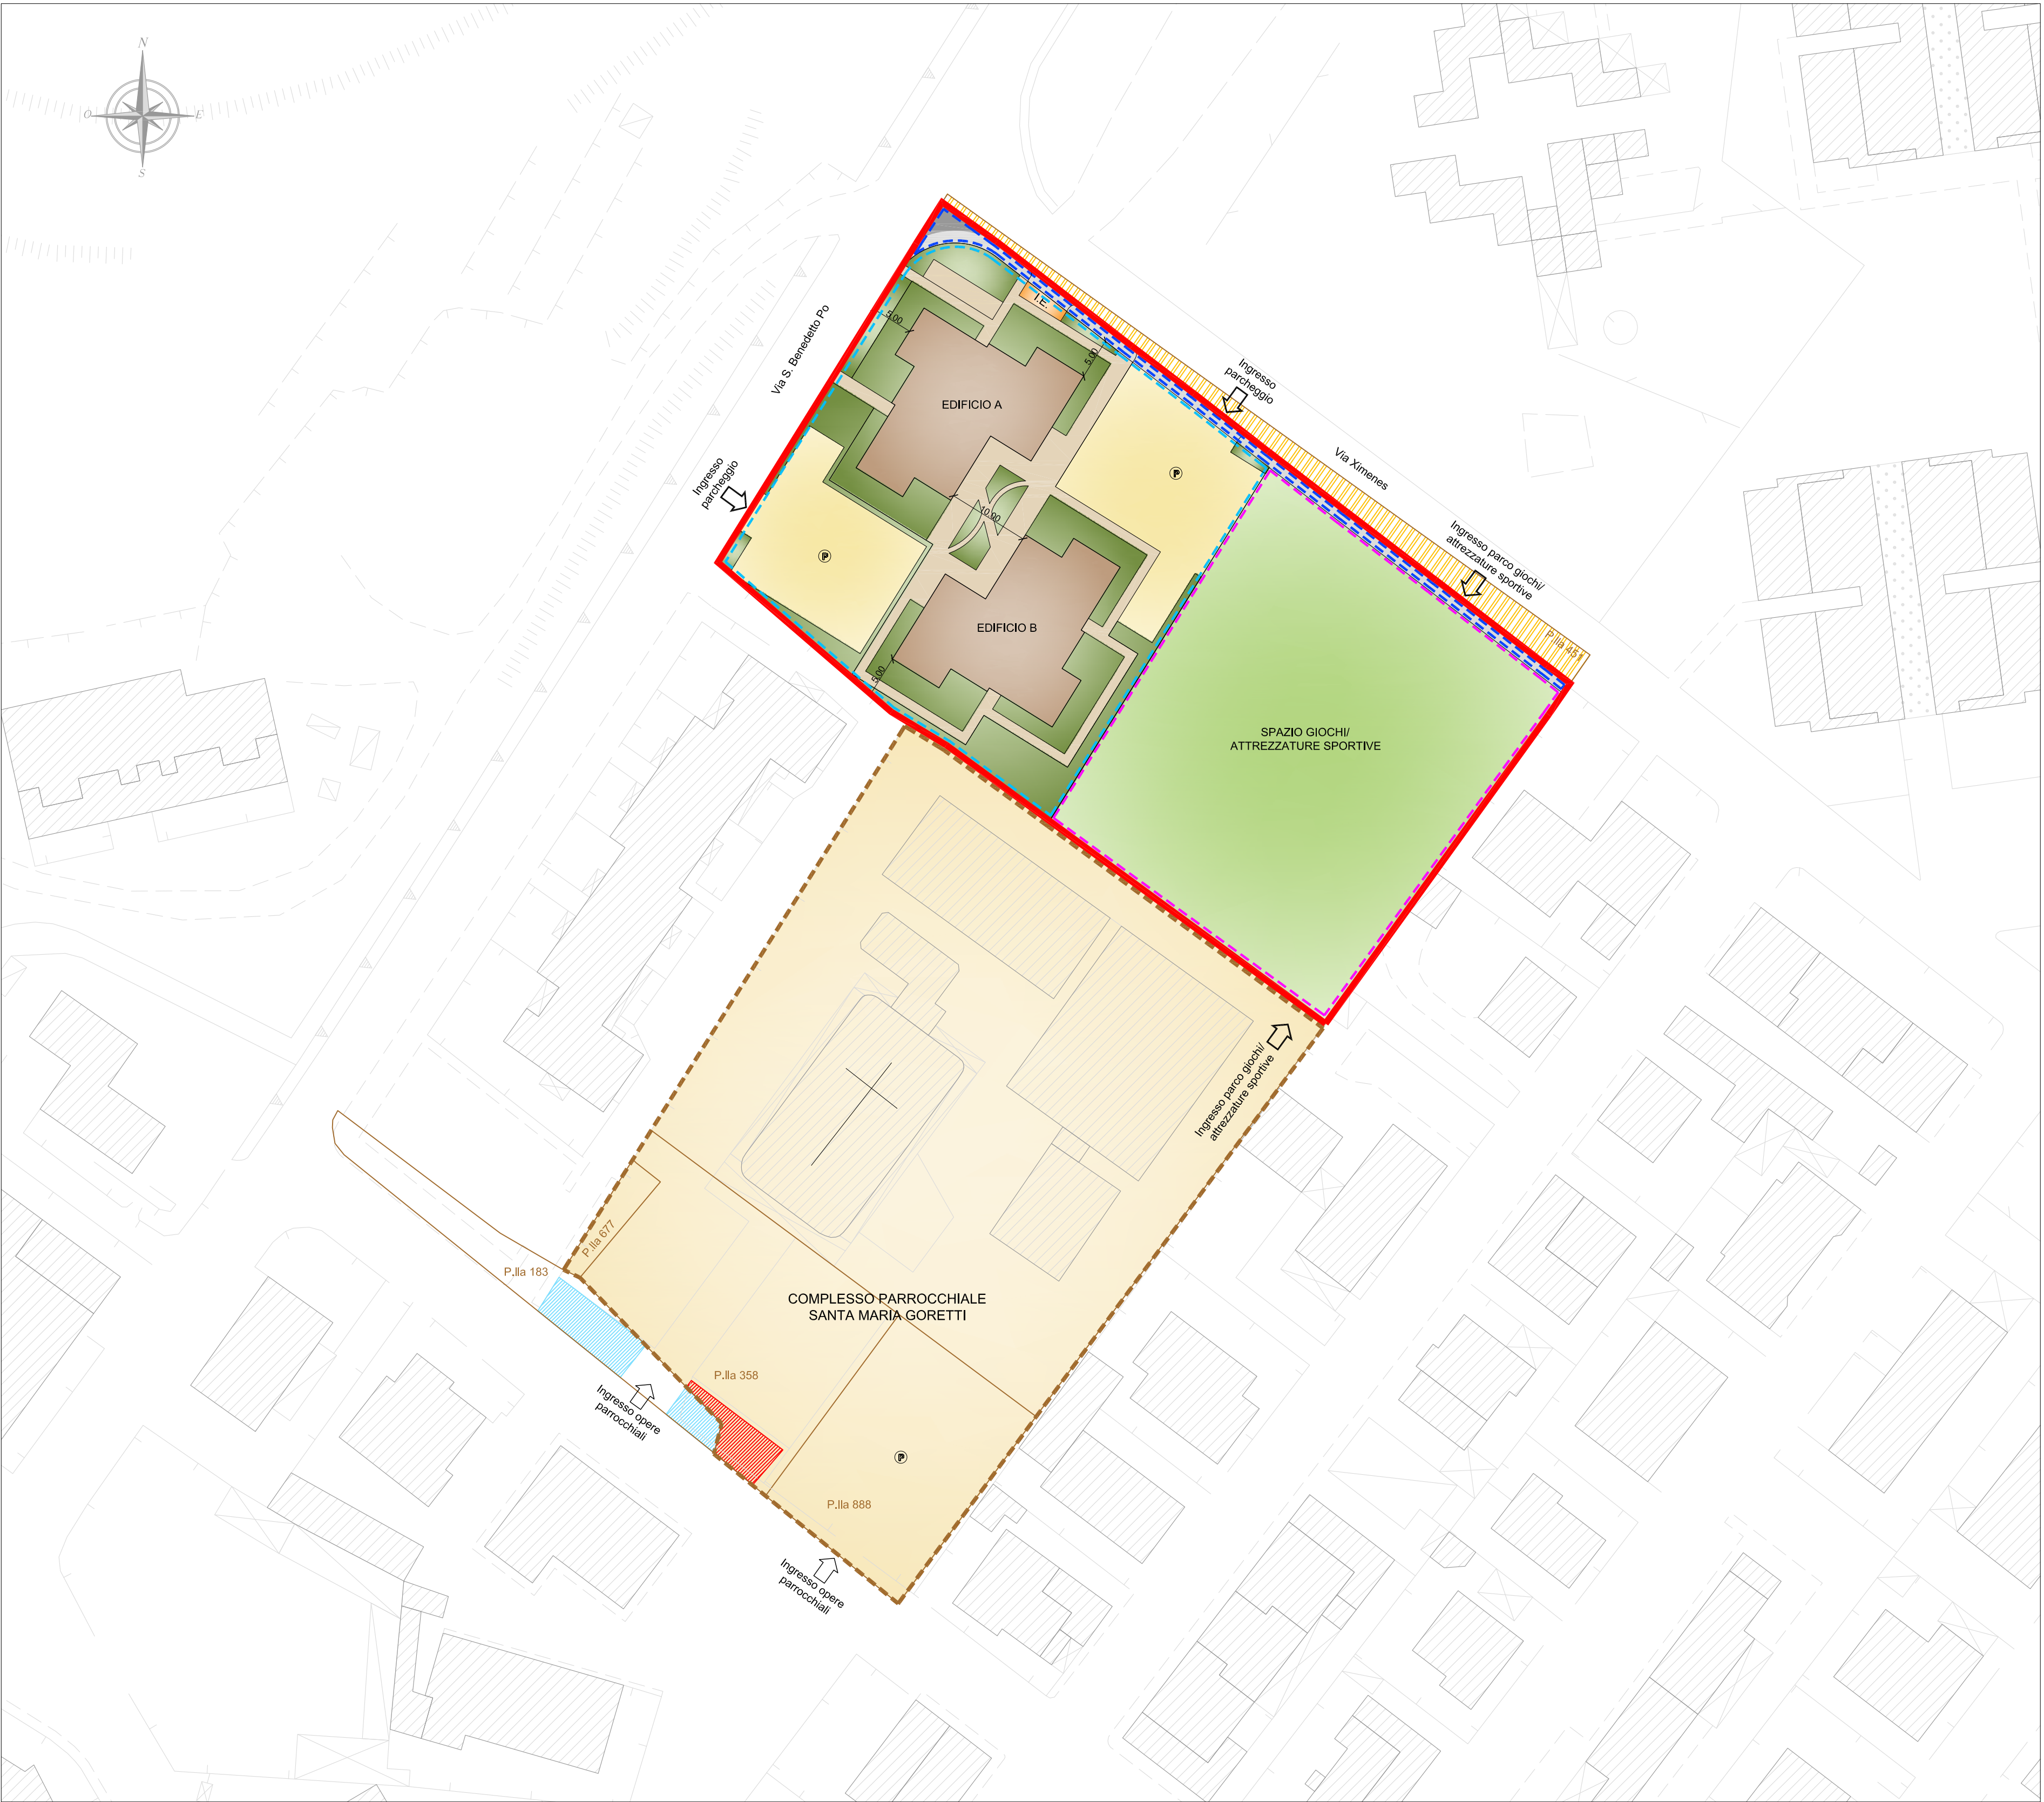 N
O
E
S
I.E.
5.00
Via S. Benedetto Po
5.00
Ingresso
parcheggio
EDIFICIO A
Via Ximenes
Ingresso
parcheggio
P
10.90
Ingresso parco giochi/
attrezzature sportive
P
EDIFICIO B
P.lla 451
5.00
SPAZIO GIOCHI/
ATTREZZATURE SPORTIVE
Ingresso parco giochi/
attrezzature sportive
P.lla 677
P.lla 183
COMPLESSO PARROCCHIALE
SANTA MARIA GORETTI
P.lla 358
Ingresso opere
parrocchiali
P
P.lla 888
Ingresso opere
parrocchiali